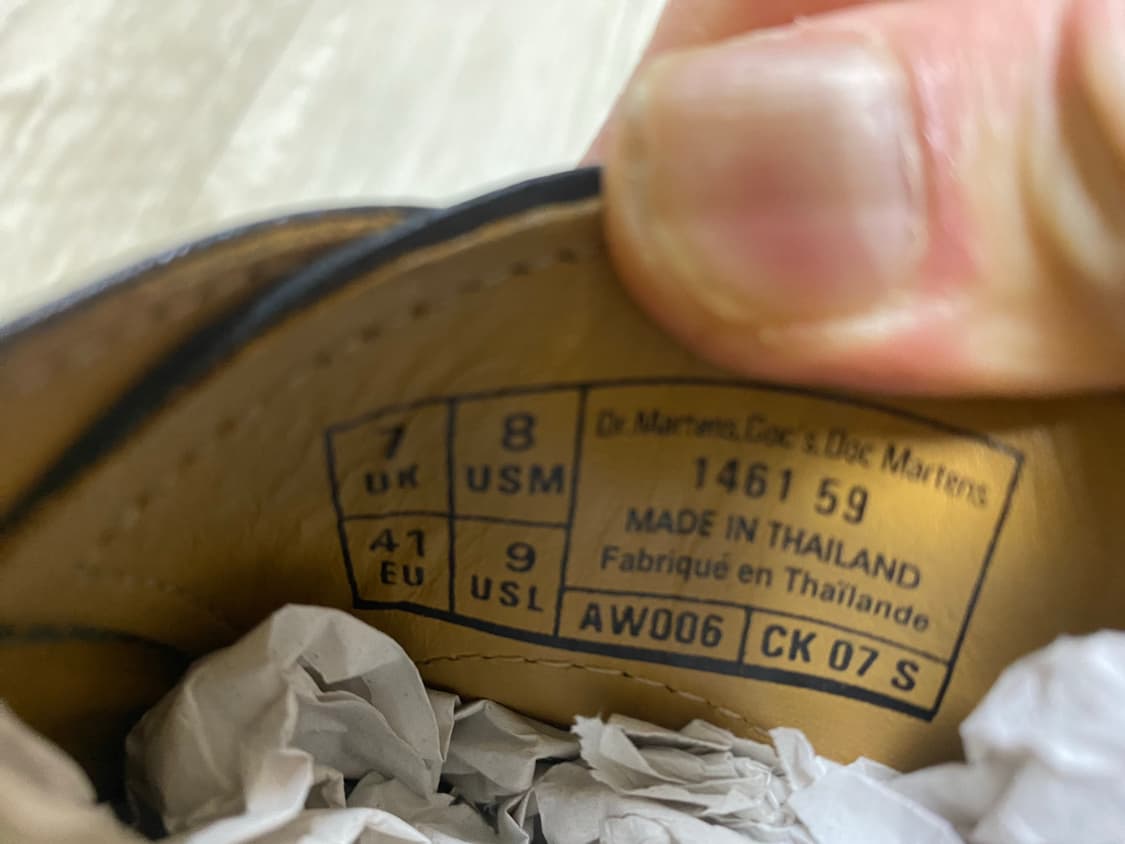 7 UK
8 USM
41 EU
9 USL
Dr.Martens,Doc's,Doc Martens
1461 59
MADE IN THAILAND
Fabriqué en Thaïlande
AW006
CK 07 S